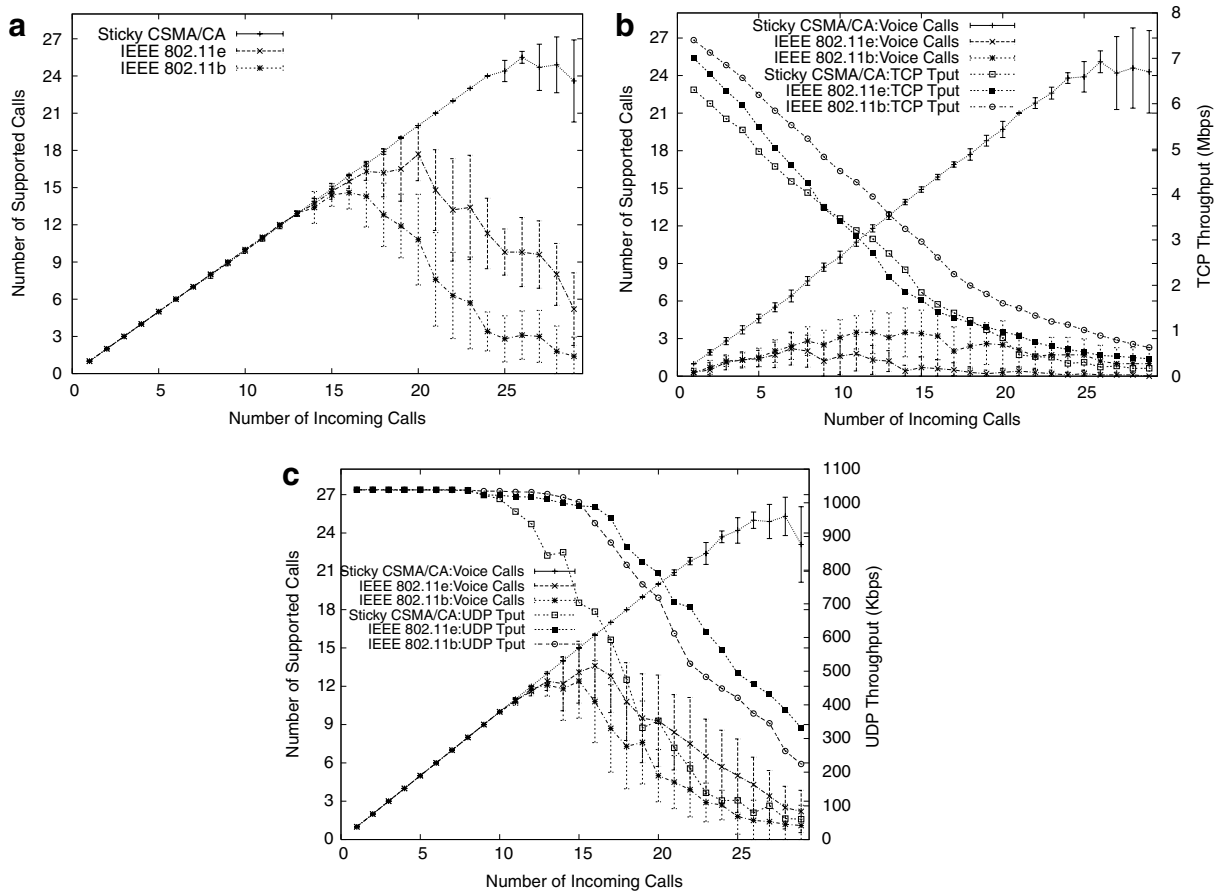 a
Sticky CSMA/CA
IEEE 802.11e
IEEE 802.11b
27
24
21
18
15
12
9
6
3
0
Number of Supported Calls
0 5 10 15 20 25
Number of Incoming Calls
b
Sticky CSMA/CA:Voice Calls
IEEE 802.11e:Voice Calls
IEEE 802.11b:Voice Calls
Sticky CSMA/CA:TCP Tput
IEEE 802.11e:TCP Tput
IEEE 802.11b:TCP Tput
27
24
21
18
15
12
9
6
3
0
Number of Supported Calls
8
7
6
5
4
3
2
1
0
TCP Throughput (Mbps)
0 5 10 15 20 25
Number of Incoming Calls
c
Sticky CSMA/CA:Voice Calls
IEEE 802.11e:Voice Calls
IEEE 802.11b:Voice Calls
Sticky CSMA/CA:UDP Tput
IEEE 802.11e:UDP Tput
IEEE 802.11b:UDP Tput
27
24
21
18
15
12
9
6
3
0
Number of Supported Calls
1100
1000
900
800
700
600
500
400
300
200
100
0
UDP Throughput (Kbps)
0 5 10 15 20 25
Number of Incoming Calls